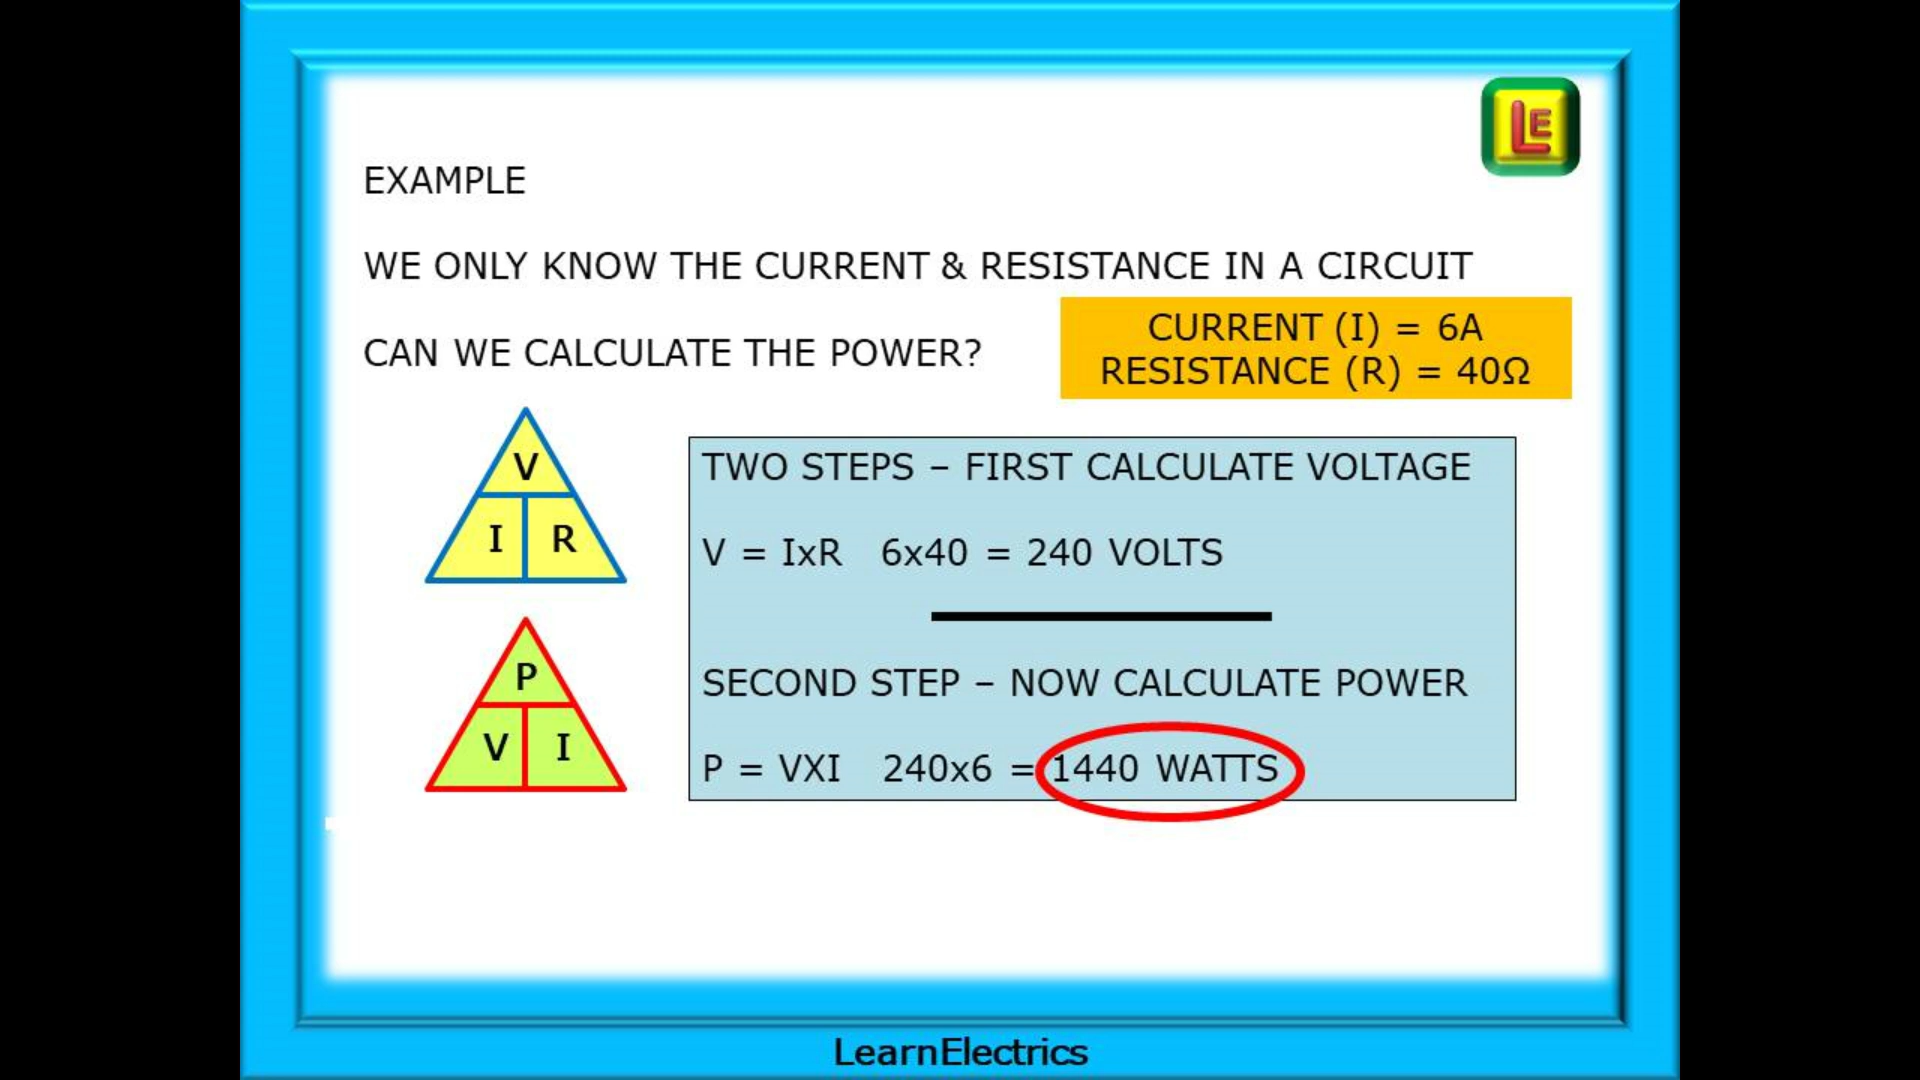 LE
EXAMPLE
WE ONLY KNOW THE CURRENT & RESISTANCE IN A CIRCUIT
CAN WE CALCULATE THE POWER?
CURRENT (I) = 6A
RESISTANCE (R) = 40Ω
V
I R
TWO STEPS – FIRST CALCULATE VOLTAGE
V = IxR 6x40 = 240 VOLTS
P
V I
SECOND STEP – NOW CALCULATE POWER
P = VXI 240x6 = 1440 WATTS
LearnElectrics